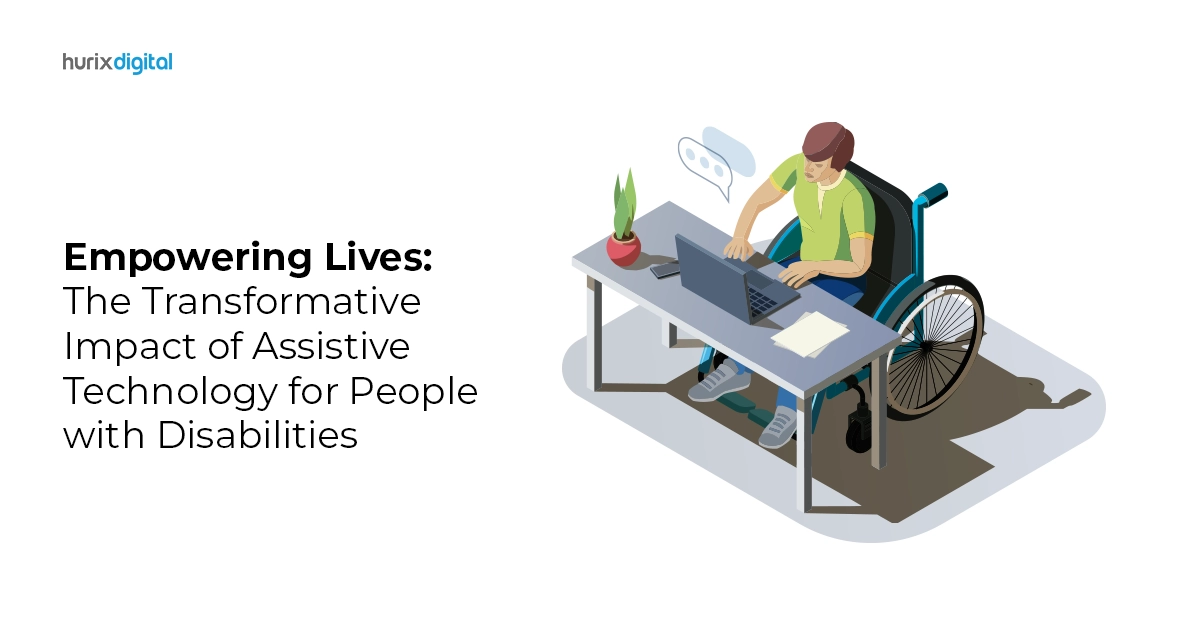 hurixdigital
Empowering Lives:
The Transformative
Impact of Assistive
Technology for People
with Disabilities